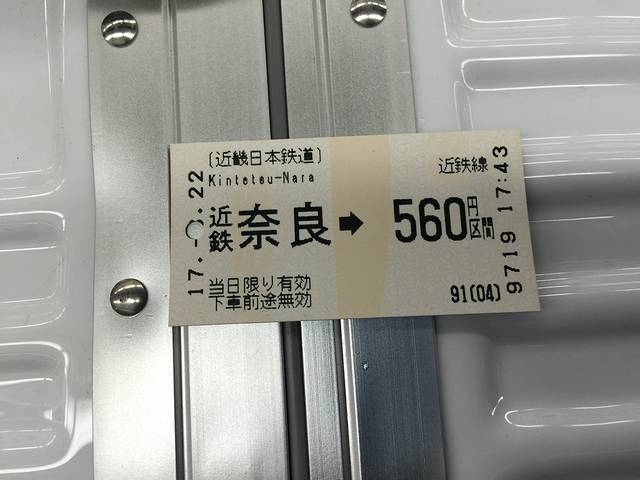 〔近畿日本鉄道〕
Kintetsu-Nara
近鉄奈良➡560円区間
近鉄線
当日限り有効
下車前途無効
91(04)
9719 17:43